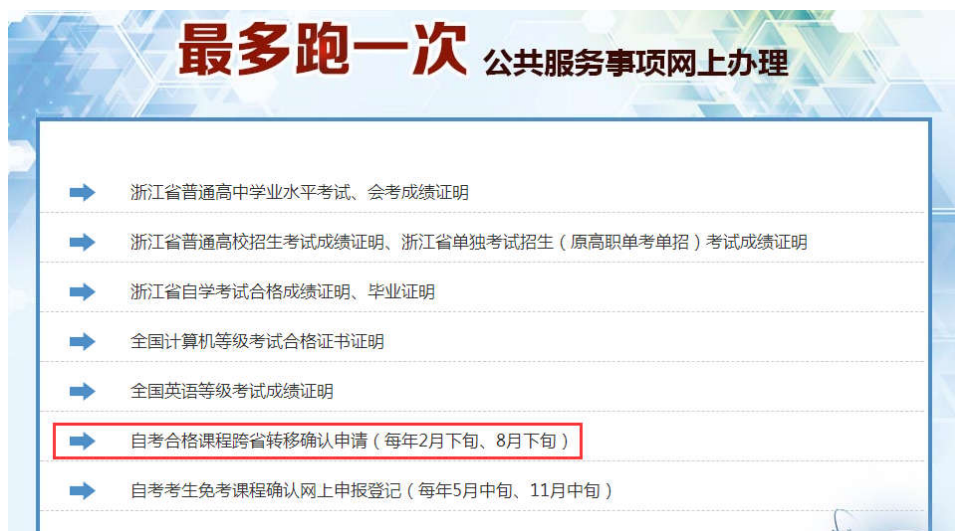 最多跑一次 公共服务事项网上办理
浙江省普通高中学业水平考试、会考成绩证明
浙江省普通高校招生考试成绩证明、浙江省单独考试招生（原高职单考单招）考试成绩证明
浙江省自学考试合格成绩证明、毕业证明
全国计算机等级考试合格证书证明
全国英语等级考试成绩证明
自考合格课程跨省转移确认申请（每年2月下旬、8月下旬）
自考考生免考课程确认网上申报登记（每年5月中旬、11月中旬）